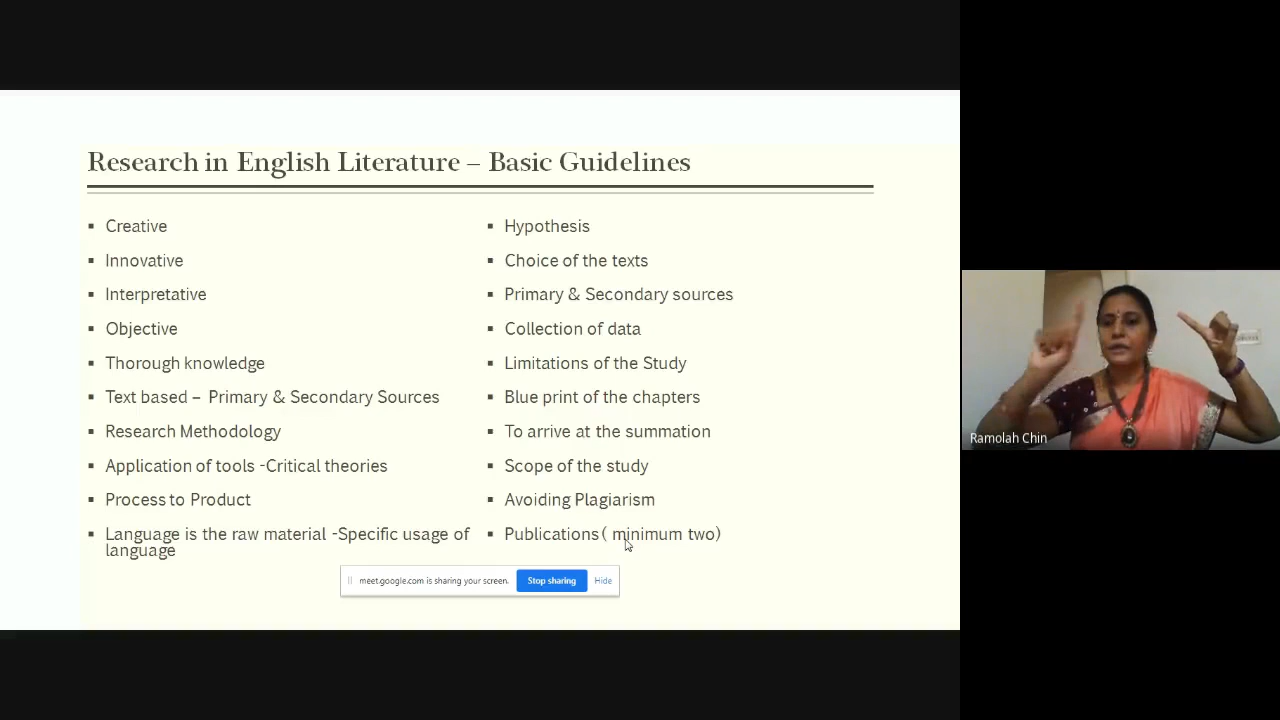 Research in English Literature – Basic Guidelines
▪ Creative
▪ Innovative
▪ Interpretative
▪ Objective
▪ Thorough knowledge
▪ Text based – Primary & Secondary Sources
▪ Research Methodology
▪ Application of tools -Critical theories
▪ Process to Product
▪ Language is the raw material -Specific usage of
language
▪ Hypothesis
▪ Choice of the texts
▪ Primary & Secondary sources
▪ Collection of data
▪ Limitations of the Study
▪ Blue print of the chapters
▪ To arrive at the summation
▪ Scope of the study
▪ Avoiding Plagiarism
▪ Publications ( minimum two)
meet.google.com is sharing your screen. Stop sharing Hide
Ramolah Chin